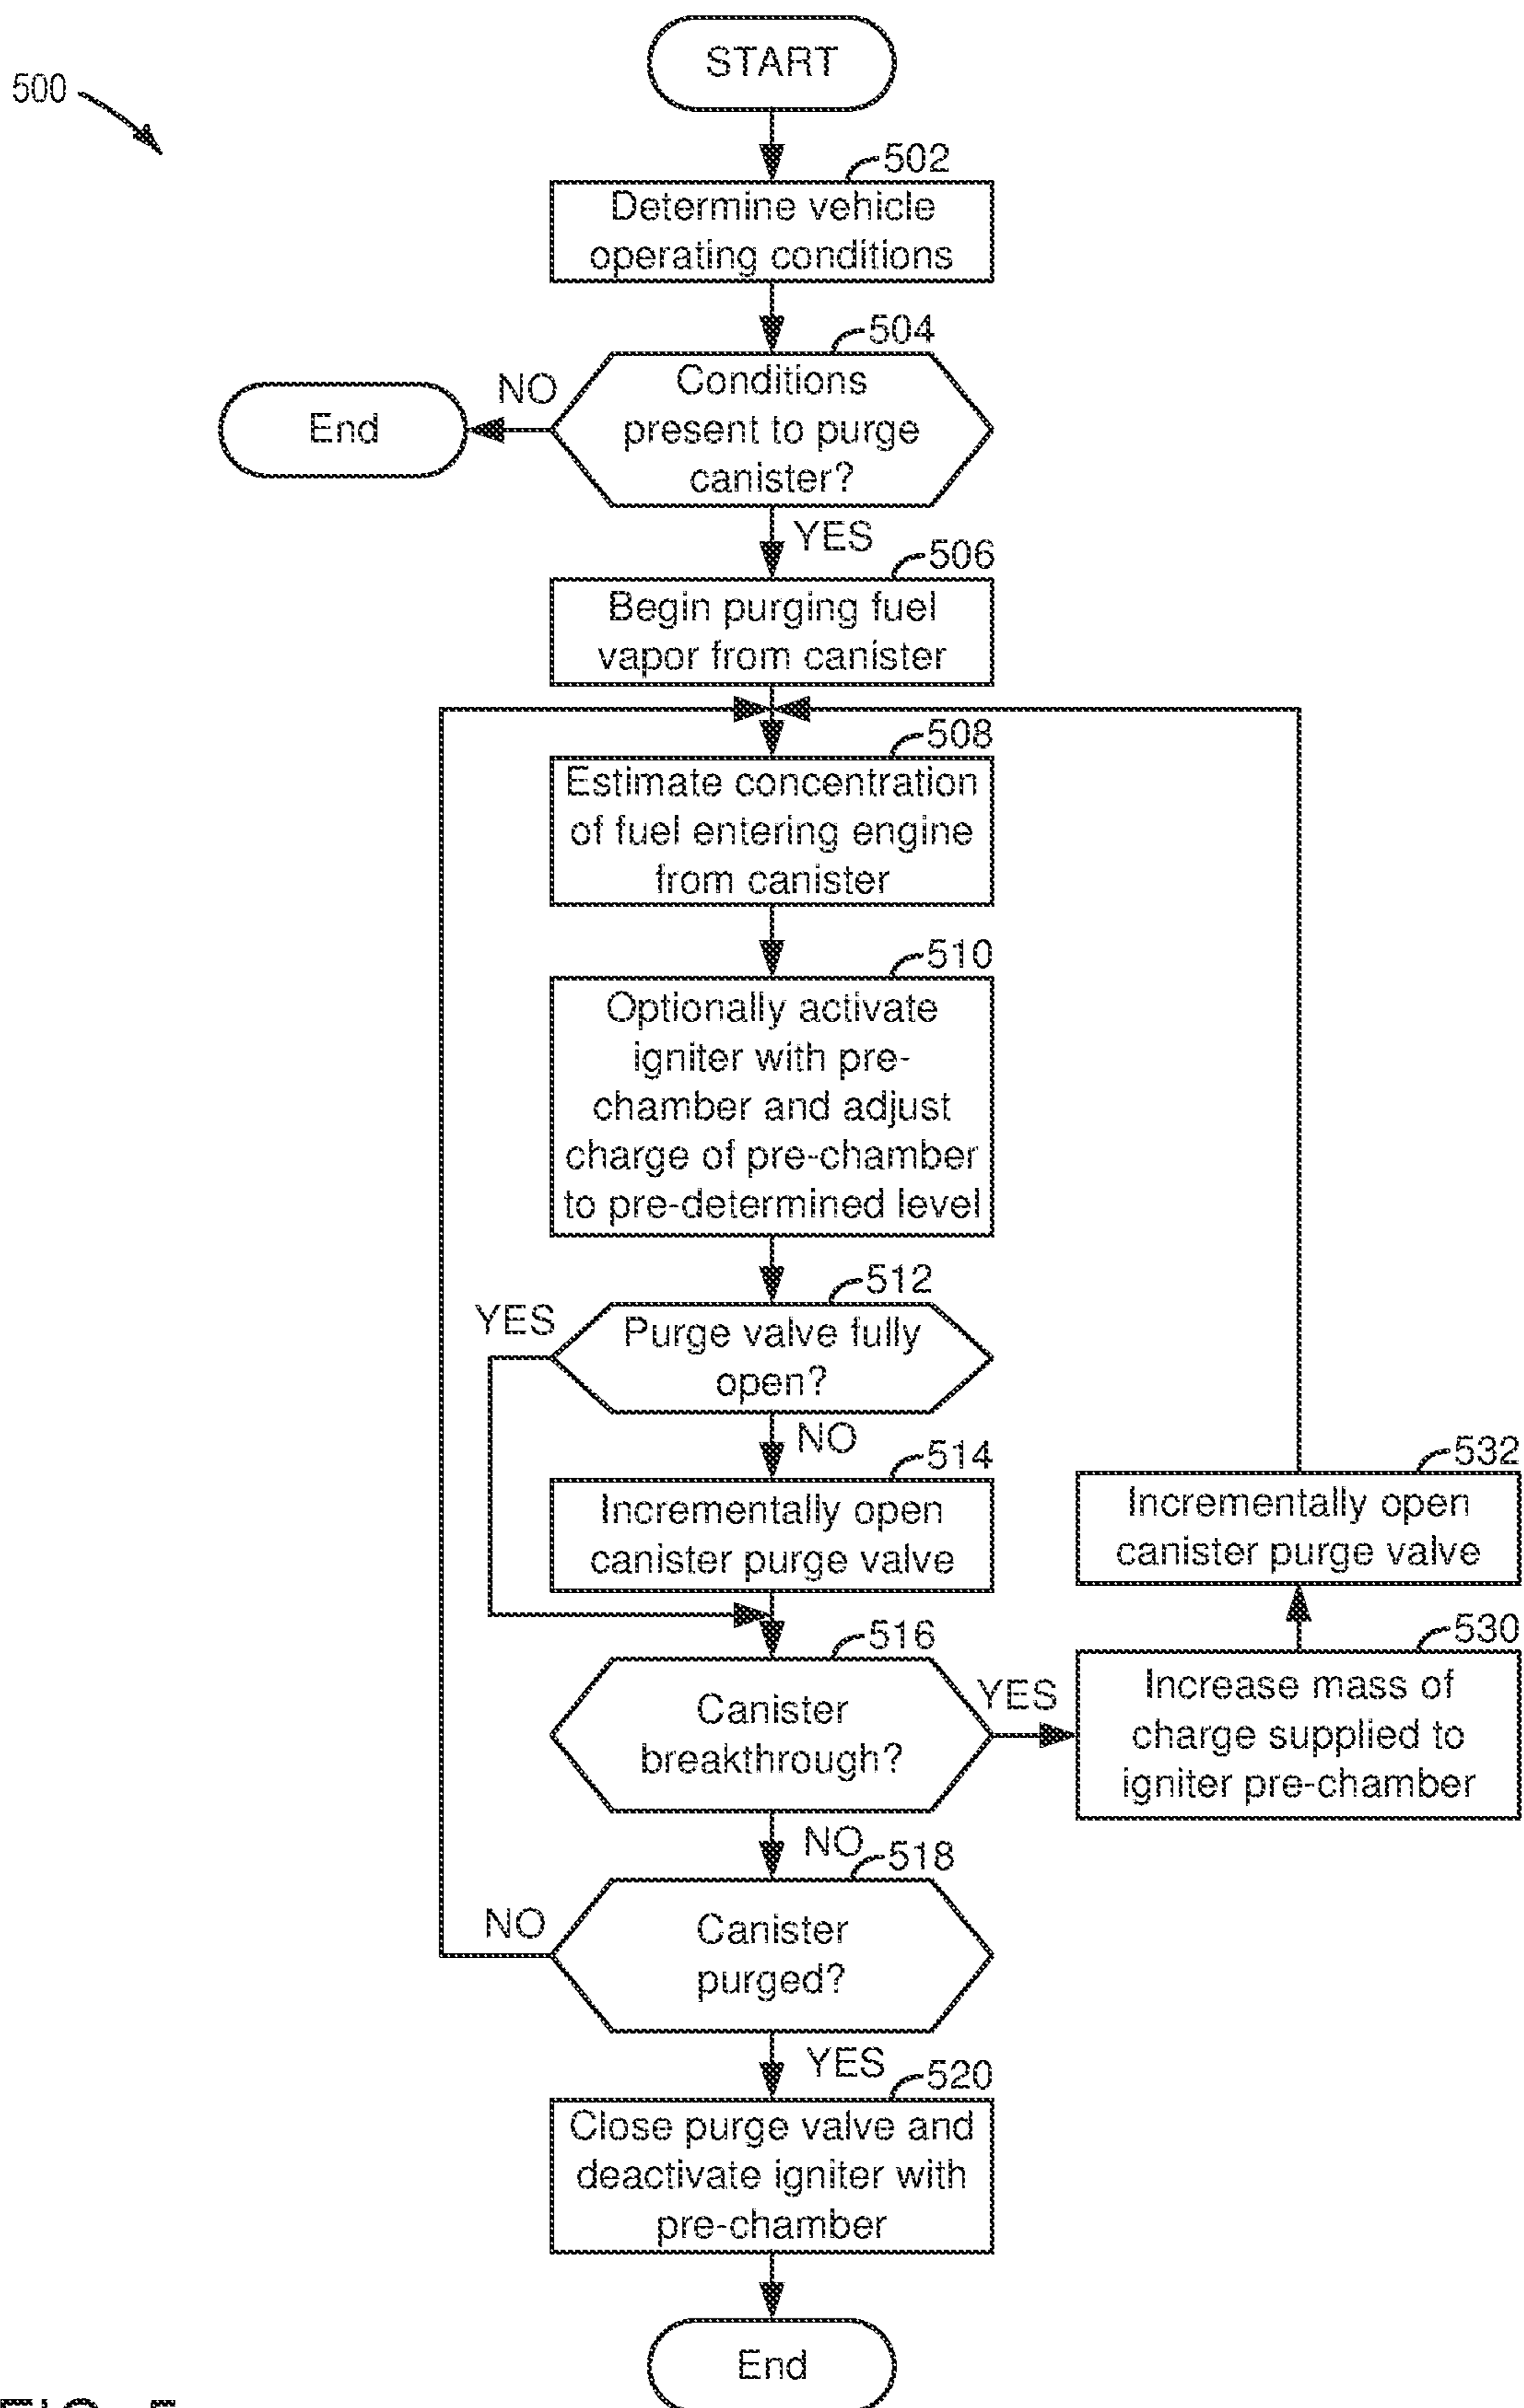 START
500
502
Determine vehicle
operating conditions
504
Conditions
present to purge
canister?
NO
End
YES
506
Begin purging fuel
vapor from canister
508
Estimate concentration
of fuel entering engine
from canister
510
Optionally activate
igniter with pre-
chamber and adjust
charge of pre-chamber
to pre-determined level
512
YES
Purge valve fully
open?
NO
514
Incrementally open
canister purge valve
532
Incrementally open
canister purge valve
516
Canister
breakthrough?
YES
530
Increase mass of
charge supplied to
igniter pre-chamber
NO
518
NO
Canister
purged?
YES
520
Close purge valve and
deactivate igniter with
pre-chamber
End